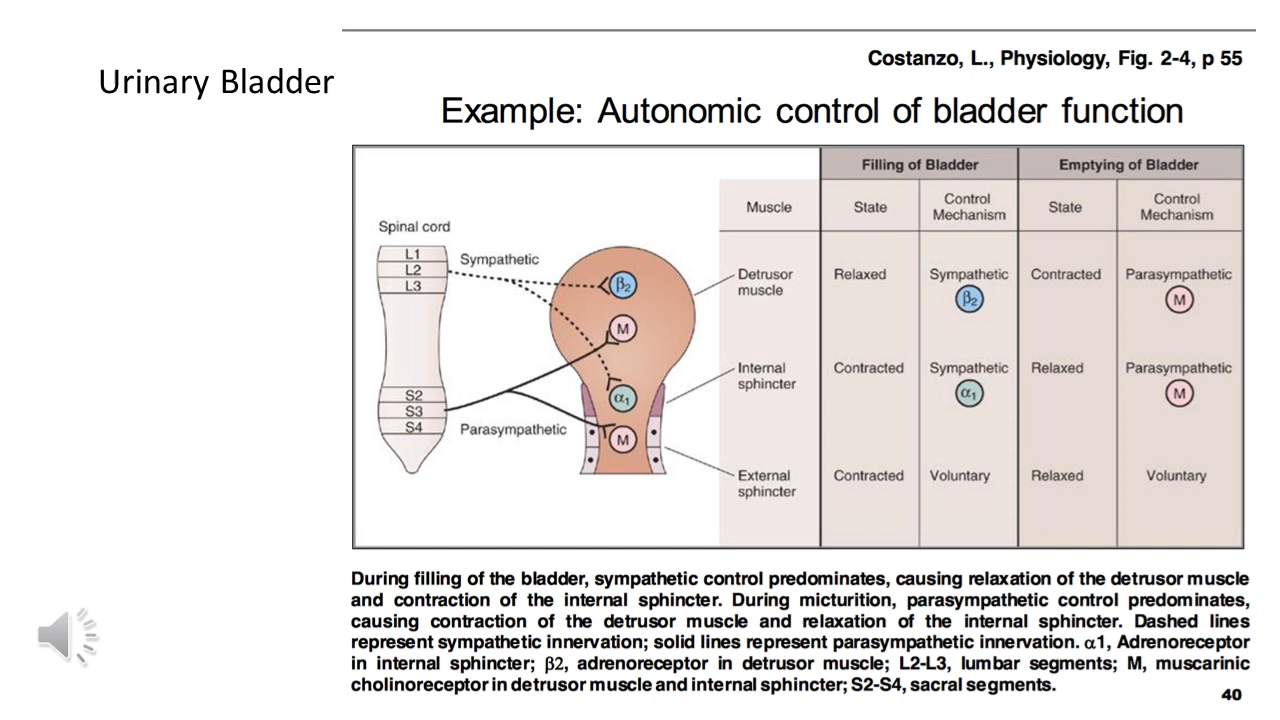 Costanzo, L., Physiology, Fig. 2-4, p 55
Urinary Bladder
Example: Autonomic control of bladder function
Filling of Bladder
Emptying of Bladder
Muscle
State
Control
Mechanism
State
Control
Mechanism
Spinal cord
L1
L2
L3
Sympathetic
S2
S3
S4
Parasympathetic
β2
M
α1
M
Detrusor
muscle
Relaxed
Sympathetic
β2
Contracted
Parasympathetic
M
Internal
sphincter
Contracted
Sympathetic
α1
Relaxed
Parasympathetic
M
External
sphincter
Contracted
Voluntary
Relaxed
Voluntary
During filling of the bladder, sympathetic control predominates, causing relaxation of the detrusor muscle
and contraction of the internal sphincter. During micturition, parasympathetic control predominates,
causing contraction of the detrusor muscle and relaxation of the internal sphincter. Dashed lines
represent sympathetic innervation; solid lines represent parasympathetic innervation. α1, Adrenoreceptor
in internal sphincter; β2, adrenoreceptor in detrusor muscle; L2-L3, lumbar segments; M, muscarinic
cholinoreceptor in detrusor muscle and internal sphincter; S2-S4, sacral segments.
40